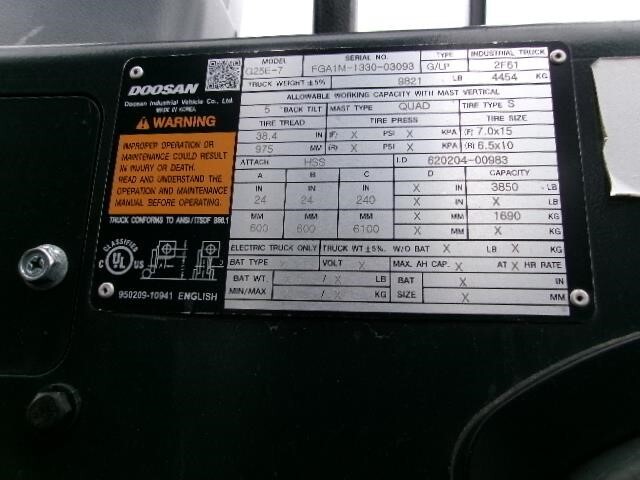 DOOSAN
Doosan Industrial Vehicle Co., Ltd.
MADE IN KOREA
WARNING
IMPROPER OPERATION OR
MAINTENANCE COULD RESULT
IN INJURY OR DEATH.
READ AND UNDERSTAND THE
OPERATION AND MAINTENANCE
MANUAL BEFORE OPERATING.
TRUCK CONFORMS TO ANSI/ITSDF B56.1
CLASSIFIED
C UL US
950209-10941 ENGLISH
MODEL SERIAL NO. TYPE INDUSTRIAL TRUCK
G25E-7 FGA1M-1330-03093 G/LP 2F61
TRUCK WEIGHT ±5% 9821 LB 4454 KG
ALLOWABLE WORKING CAPACITY WITH MAST VERTICAL
5 °BACK TILT MAST TYPE QUAD TIRE TYPE S
TIRE TREAD TIRE PRESS TIRE SIZE
38.4 IN (F) X PSI X KPA (F) 7.0x15
975 MM (R) X PSI X KPA (R) 6.5x10
ATTACH HSS I.D 620204-00983
A B C D CAPACITY
IN IN IN IN 3850 LB
24 24 240 X X KG
MM MM MM MM 1690 LB
600 600 6100 X X KG
ELECTRIC TRUCK ONLY TRUCK WT ±5%. W/O BAT X LB X KG
BAT TYPE X VOLT X MAX. AH CAP. X AT X HR RATE
BAT WT. X / X LB BAT X IN
MIN/MAX X / X KG SIZE X MM